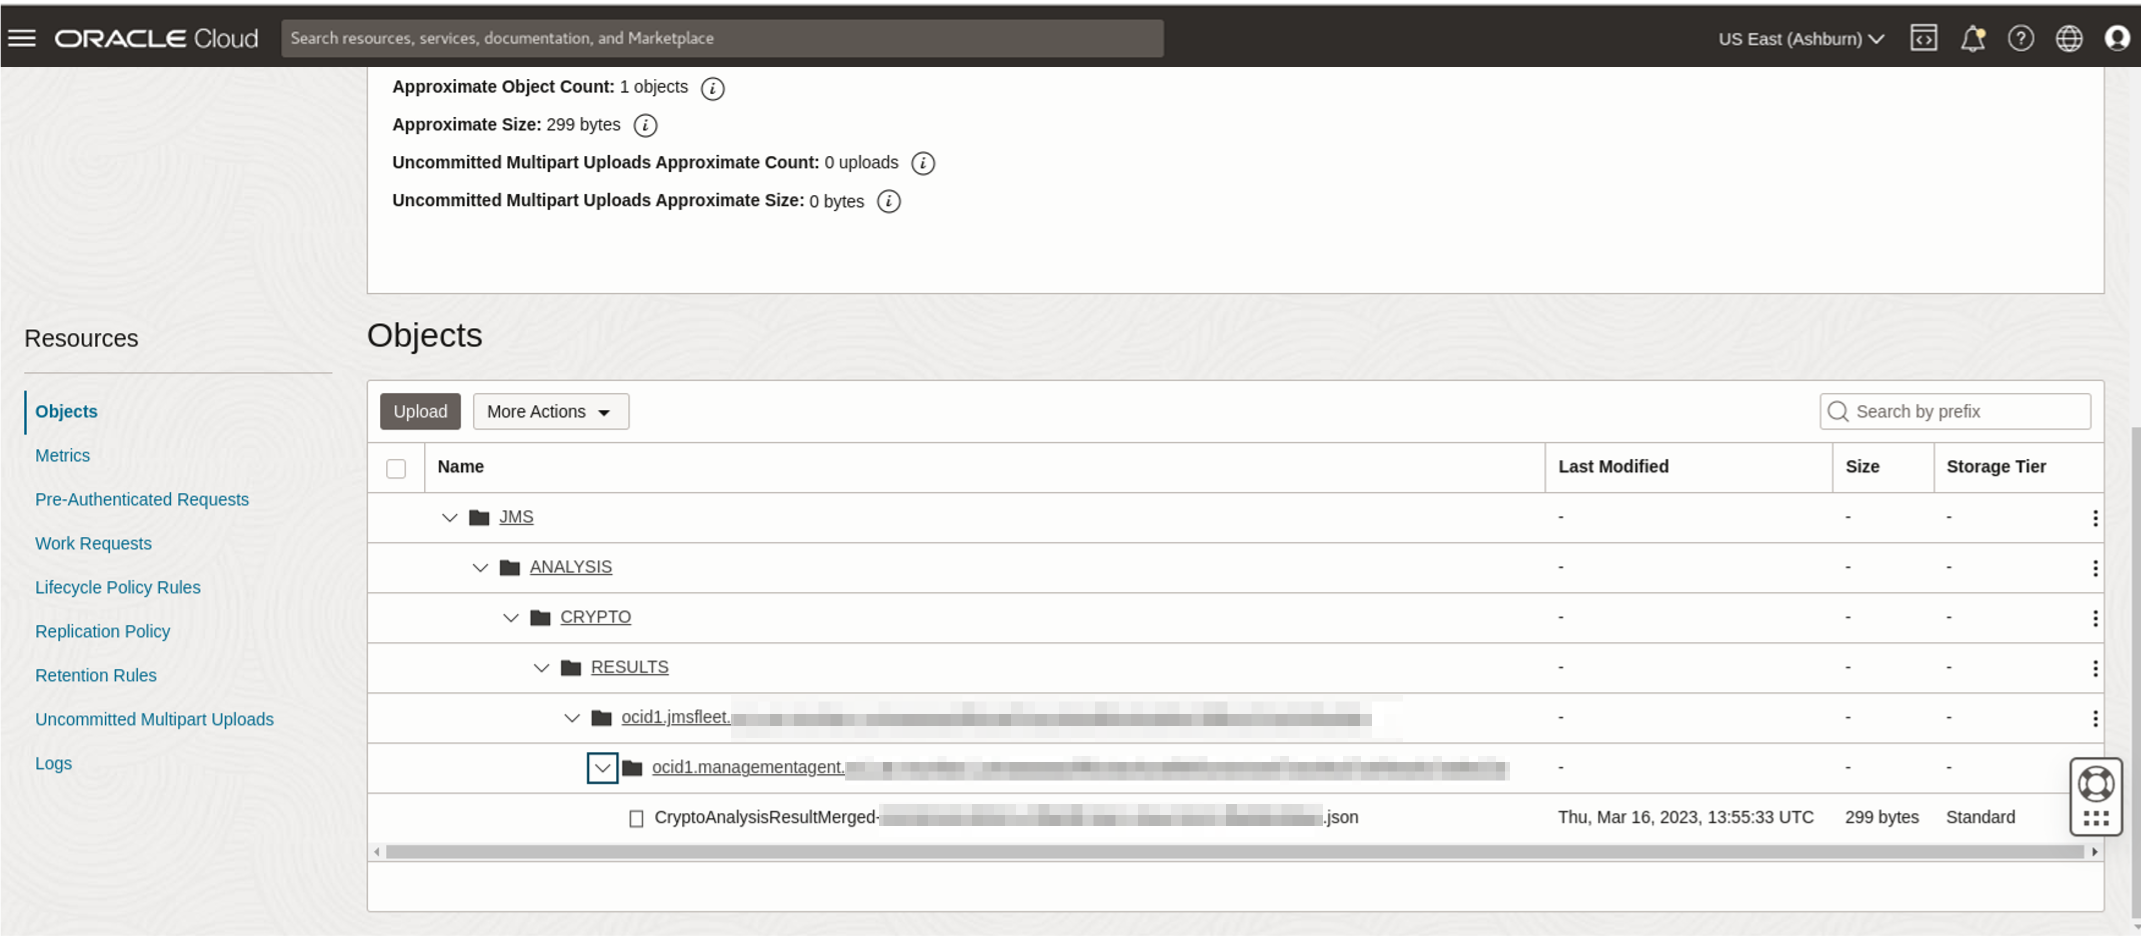 ORACLE Cloud
Search resources, services, documentation, and Marketplace
US East (Ashburn)
Approximate Object Count: 1 objects
Approximate Size: 299 bytes
Uncommitted Multipart Uploads Approximate Count: 0 uploads
Uncommitted Multipart Uploads Approximate Size: 0 bytes
Resources
Objects
Metrics
Pre-Authenticated Requests
Work Requests
Lifecycle Policy Rules
Replication Policy
Retention Rules
Uncommitted Multipart Uploads
Logs
Objects
Upload More Actions Search by prefix
Name Last Modified Size Storage Tier
JMS - - -
ANALYSIS - - -
CRYPTO - - -
RESULTS - - -
ocid1.jmsfleet. - - -
ocid1.managementagent. - - -
CryptoAnalysisResultMerged- .json Thu, Mar 16, 2023, 13:55:33 UTC 299 bytes Standard